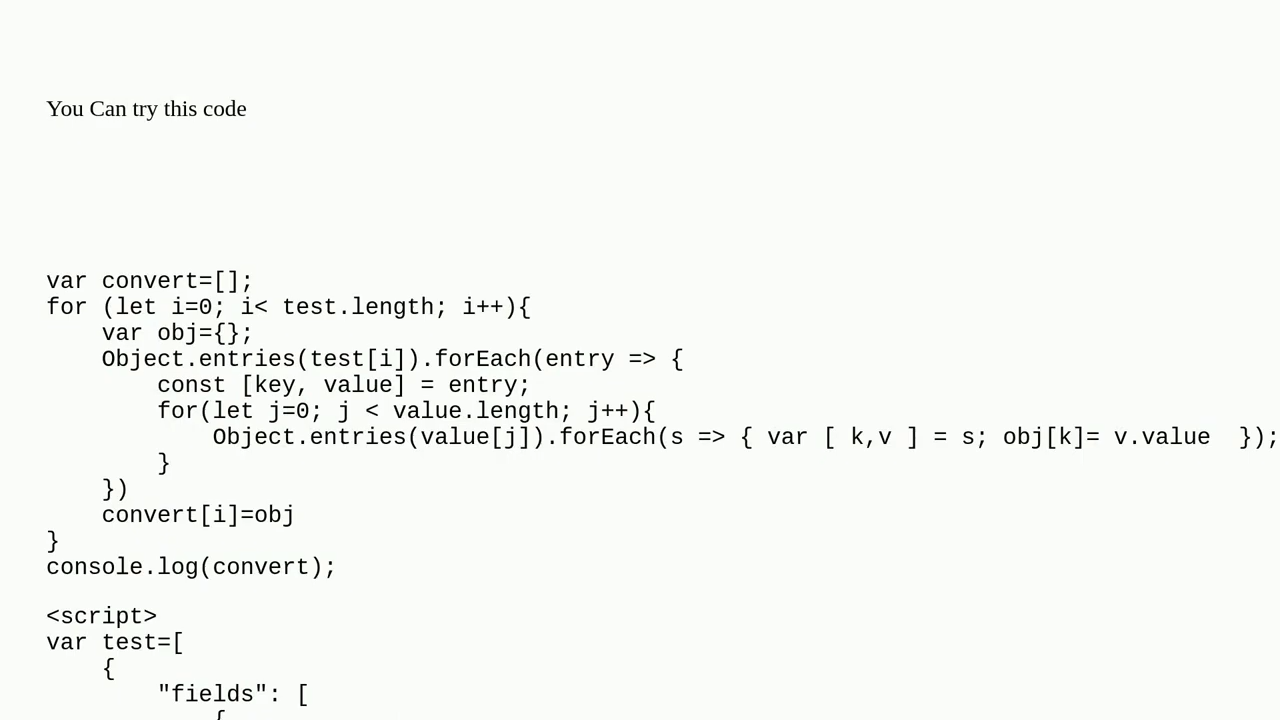 You Can try this code
var convert=[];
for (let i=0; i< test.length; i++){
    var obj={};
    Object.entries(test[i]).forEach(entry => {
        const [key, value] = entry;
        for(let j=0; j < value.length; j++){
            Object.entries(value[j]).forEach(s => { var [ k,v ] = s; obj[k]= v.value  });
        }
    })
    convert[i]=obj
}
console.log(convert);
<script>
var test=[
    {
        "fields": [
            {